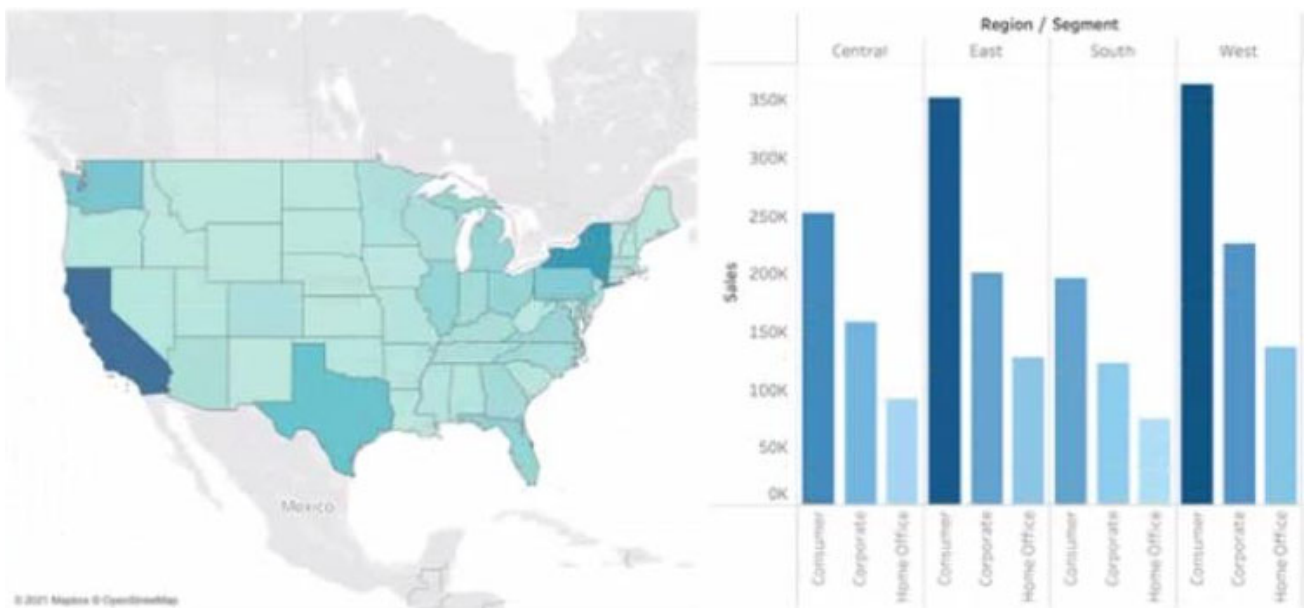 Mexico
© 2021 Mapbox © OpenStreetMap
Region / Segment
Central East South West
Sales
350K
300K
250K
200K
150K
100K
50K
0K
Consumer
Corporate
Home Office
Consumer
Corporate
Home Office
Consumer
Corporate
Home Office
Consumer
Corporate
Home Office